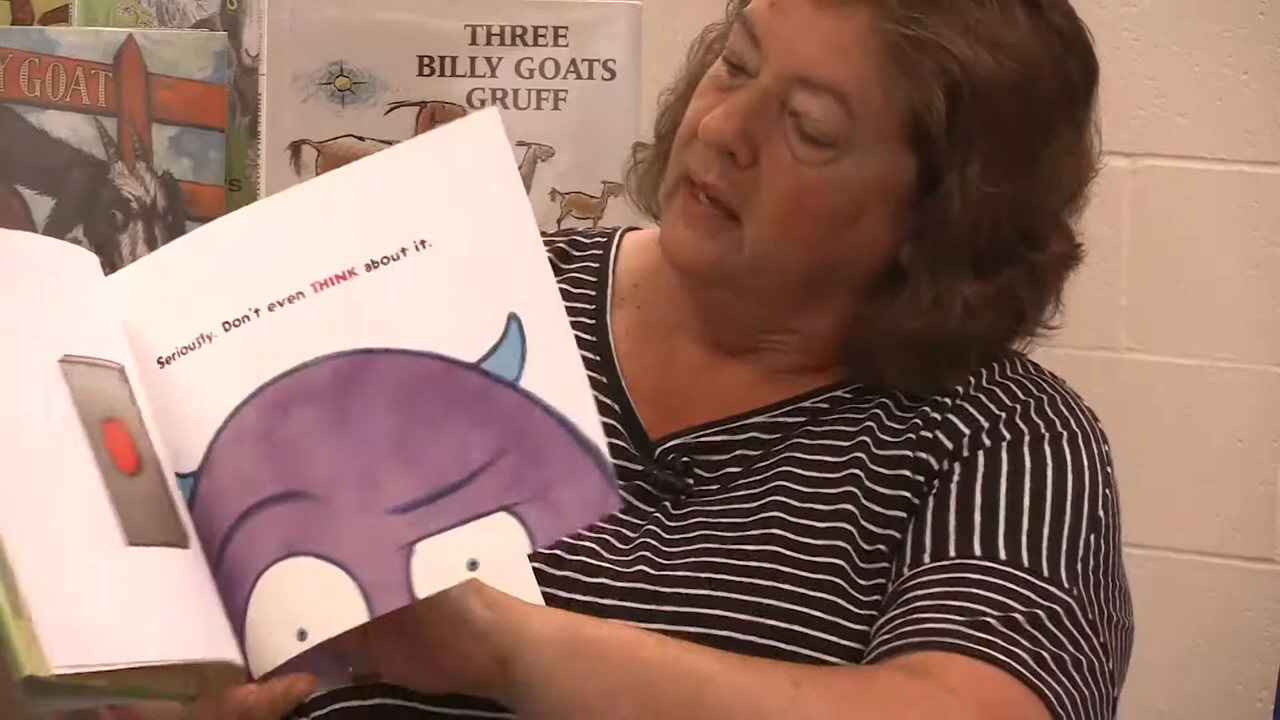 THREE
BILLY GOATS
GRUFF
Y GOAT
Seriously. Don't even THINK about it.